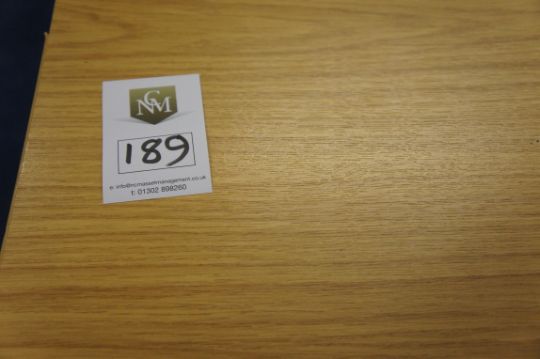 NCM
189
e: info@ncmassetmanagement.co.uk
t: 01302 898260